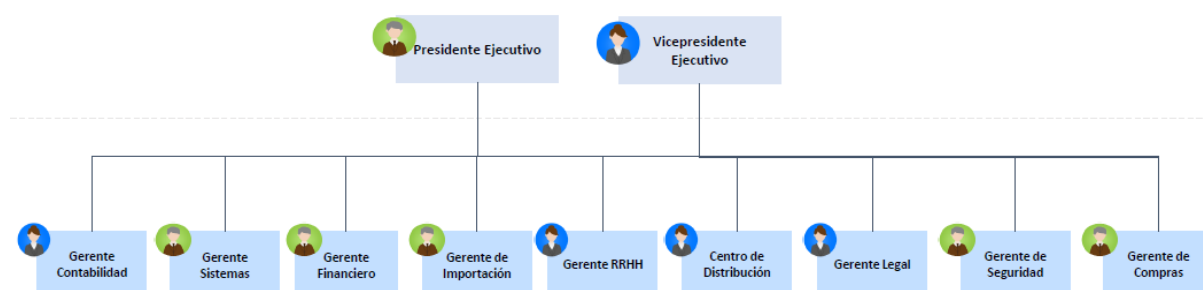 Presidente Ejecutivo
Vicepresidente
Ejecutivo
Gerente
Contabilidad
Gerente
Sistemas
Gerente
Financiero
Gerente de
Importación
Gerente RRHH
Centro de
Distribución
Gerente Legal
Gerente de
Seguridad
Gerente de
Compras